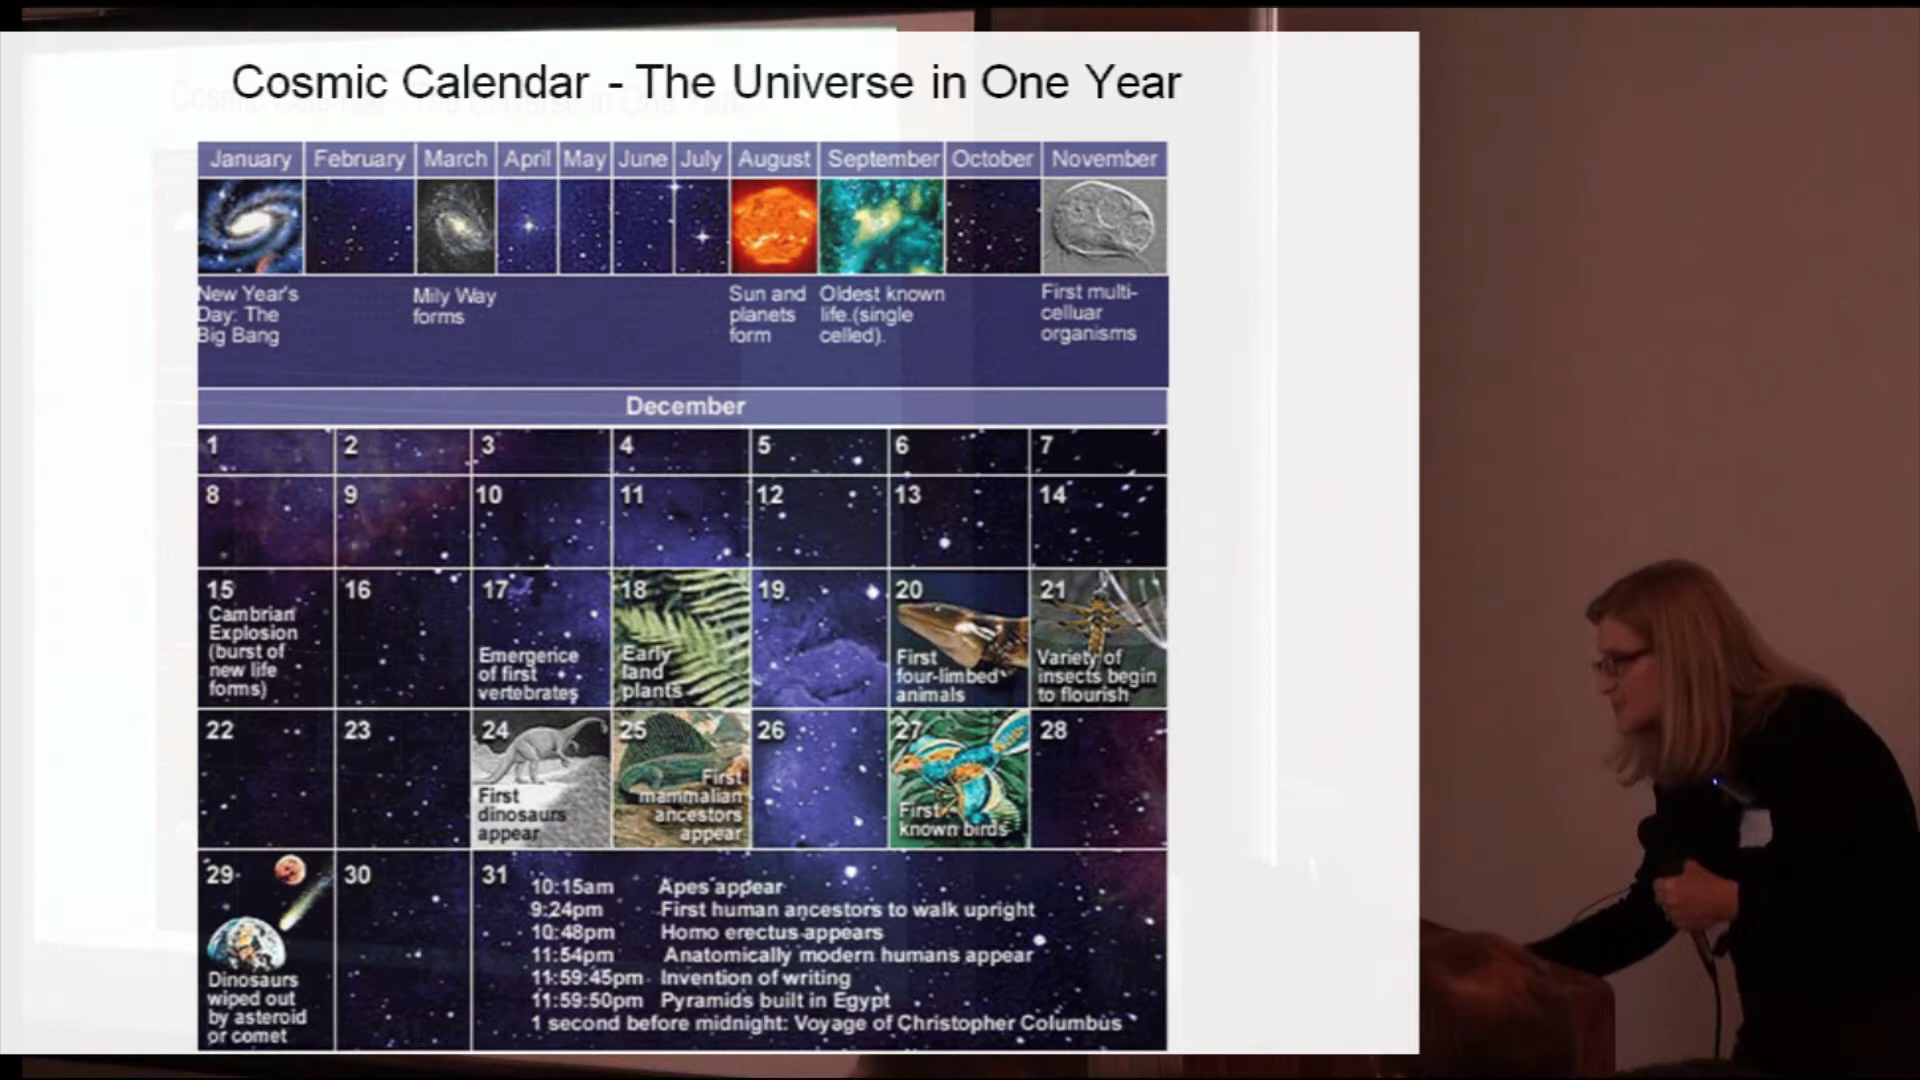 Cosmic Calendar - The Universe in One Year
January February March April May June July August September October November
New Year's
Day: The
Big Bang
Mily Way
forms
Sun and
planets
form
Oldest known
life.(single
celled).
First multi-
celluar
organisms
December
1 2 3 4 5 6 7
8 9 10 11 12 13 14
15
Cambrian
Explosion
(burst of
new life
forms)
16
17
Emergence
of first
vertebrates
18
Early
land
plants
19
20
First
four-limbed
animals
21
Variety of
insects begin
to flourish
22
23
24
First
dinosaurs
appear
25
First
mammalian
ancestors
appear
26
27
First
known birds
28
29
Dinosaurs
wiped out
by asteroid
or comet
30
31
10:15am Apes appear
9:24pm First human ancestors to walk upright
10:48pm Homo erectus appears
11:54pm Anatomically modern humans appear
11:59:45pm Invention of writing
11:59:50pm Pyramids built in Egypt
1 second before midnight: Voyage of Christopher Columbus